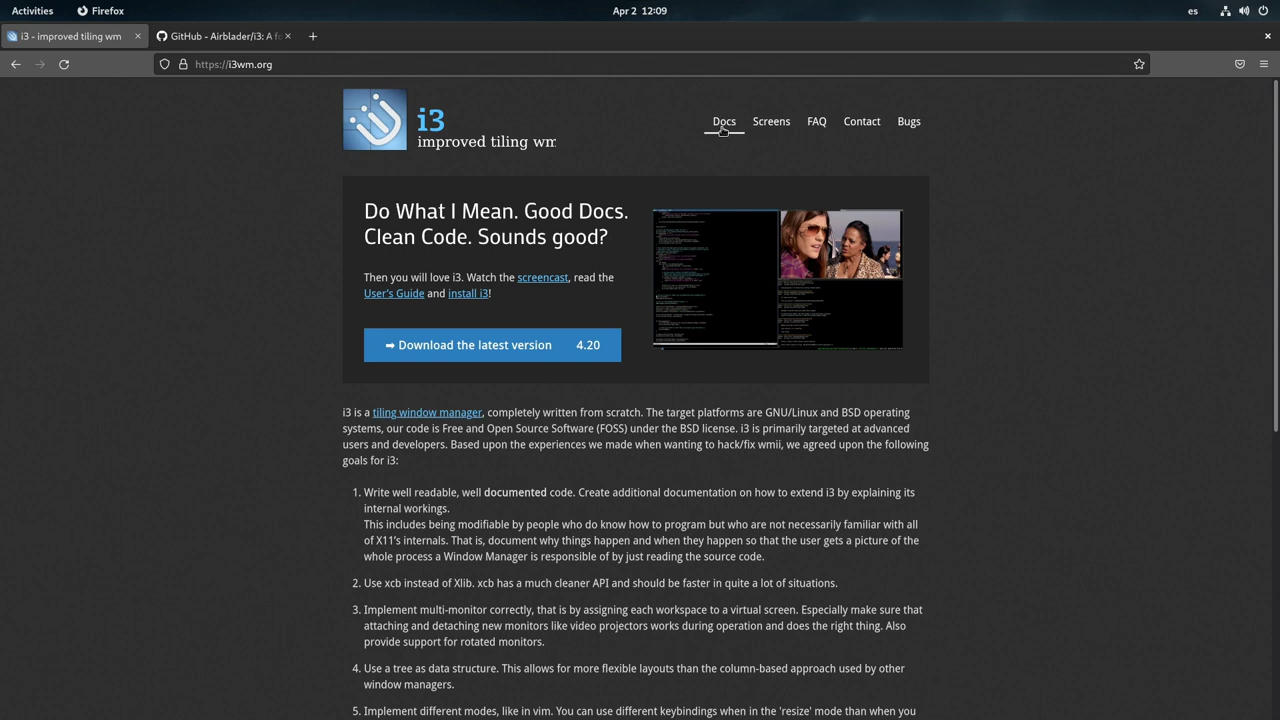 Activities
Firefox
Apr 2 12:09
es
i3 - improved tiling wm
GitHub - Airblader/i3: A fo
https://i3wm.org
i3
improved tiling wm
Docs
Screens
FAQ
Contact
Bugs
Do What I Mean. Good Docs.
Clean Code. Sounds good?
Then you will love i3. Watch the screencast, read the
User's Guide and install i3!
➡ Download the latest version 4.20
i3 is a tiling window manager, completely written from scratch. The target platforms are GNU/Linux and BSD operating
systems, our code is Free and Open Source Software (FOSS) under the BSD license. i3 is primarily targeted at advanced
users and developers. Based upon the experiences we made when wanting to hack/fix wmii, we agreed upon the following
goals for i3:
1. Write well readable, well documented code. Create additional documentation on how to extend i3 by explaining its
internal workings.
This includes being modifiable by people who do know how to program but who are not necessarily familiar with all
of X11's internals. That is, document why things happen and when they happen so that the user gets a picture of the
whole process a Window Manager is responsible of by just reading the source code.
2. Use xcb instead of Xlib. xcb has a much cleaner API and should be faster in quite a lot of situations.
3. Implement multi-monitor correctly, that is by assigning each workspace to a virtual screen. Especially make sure that
attaching and detaching new monitors like video projectors works during operation and does the right thing. Also
provide support for rotated monitors.
4. Use a tree as data structure. This allows for more flexible layouts than the column-based approach used by other
window managers.
5. Implement different modes, like in vim. You can use different keybindings when in the 'resize' mode than when you